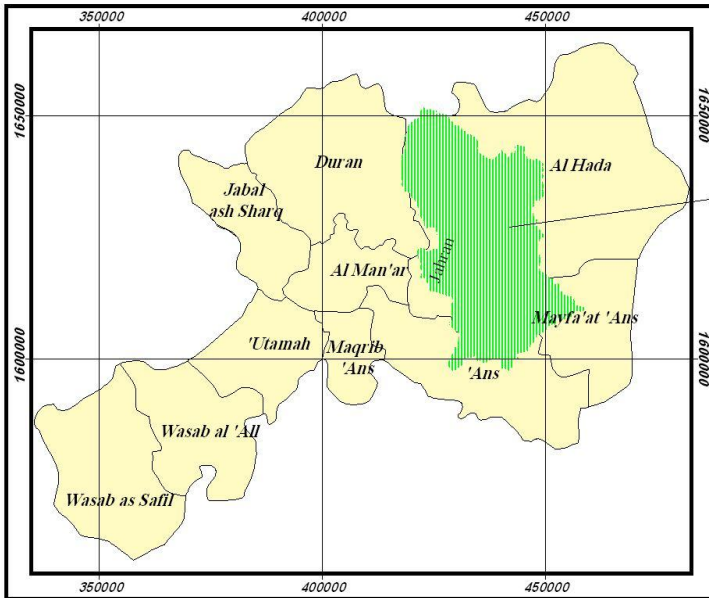 350000 400000 450000
1650000
1650000
Duran
Al Hada
Jabal
ash Sharq
Jahran
Al Man'ar
Mayfa'at 'Ans
'Utamah
Maqrib
'Ans
'Ans
1600000
1600000
Wasab al 'All
Wasab as Safil
350000 400000 450000